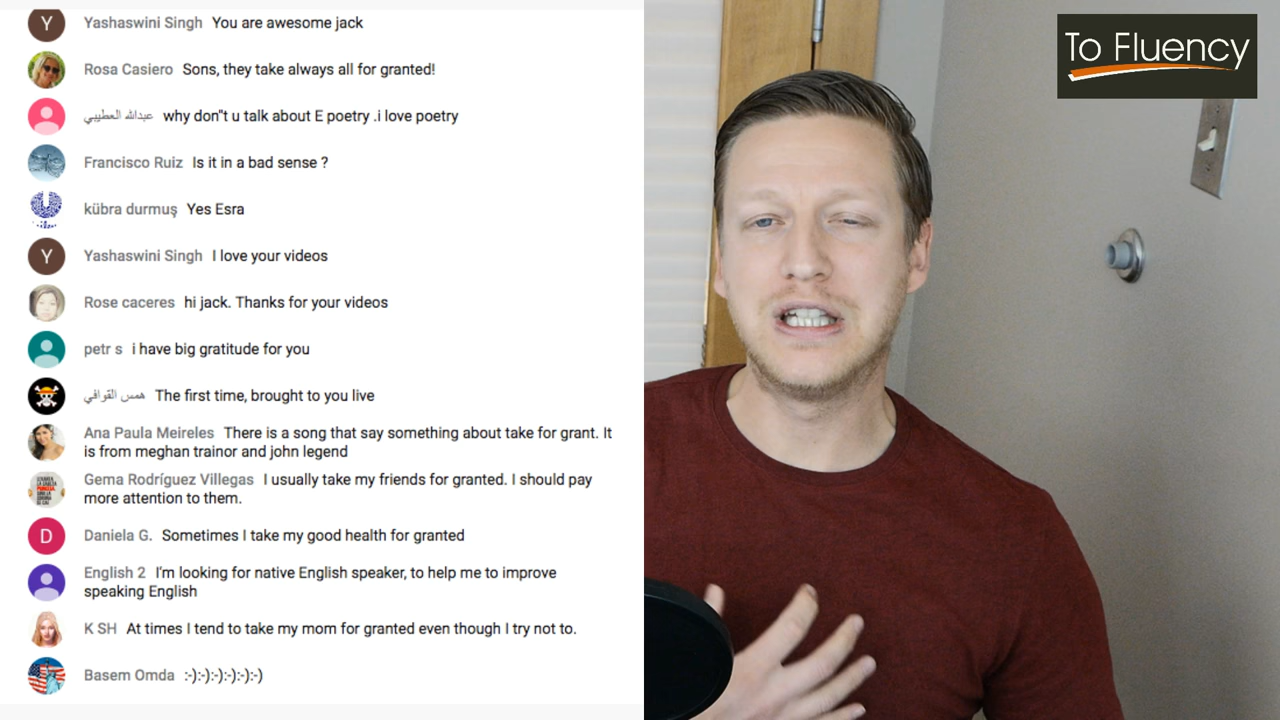 Y Yashaswini Singh You are awesome jack
Rosa Casiero Sons, they take always all for granted!
عبدالله العطيبي why don"t u talk about E poetry .i love poetry
Francisco Ruiz Is it in a bad sense ?
kübra durmuş Yes Esra
Y Yashaswini Singh I love your videos
Rose caceres hi jack. Thanks for your videos
petr s i have big gratitude for you
همس القوافي The first time, brought to you live
Ana Paula Meireles There is a song that say something about take for grant. It
is from meghan trainor and john legend
Gema Rodríguez Villegas I usually take my friends for granted. I should pay
more attention to them.
D Daniela G. Sometimes I take my good health for granted
English 2 I'm looking for native English speaker, to help me to improve
speaking English
K SH At times I tend to take my mom for granted even though I try not to.
Basem Omda :-):-):-):-):-):-)
To Fluency